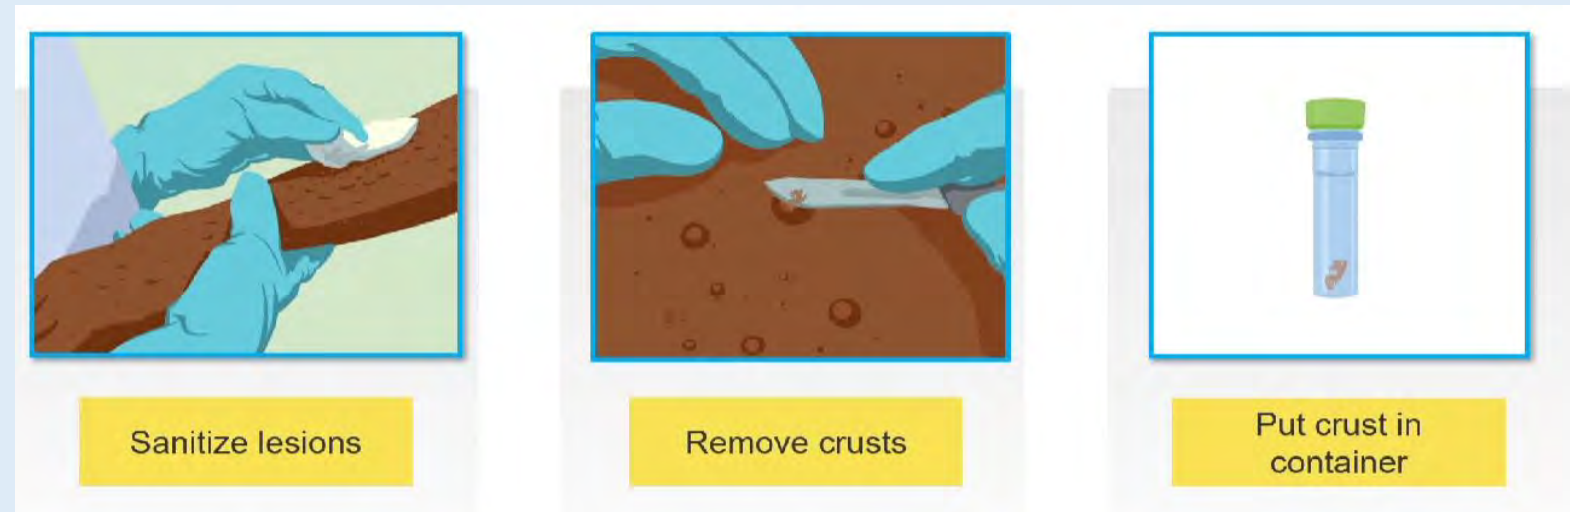 Sanitize lesions
Remove crusts
Put crust in
container